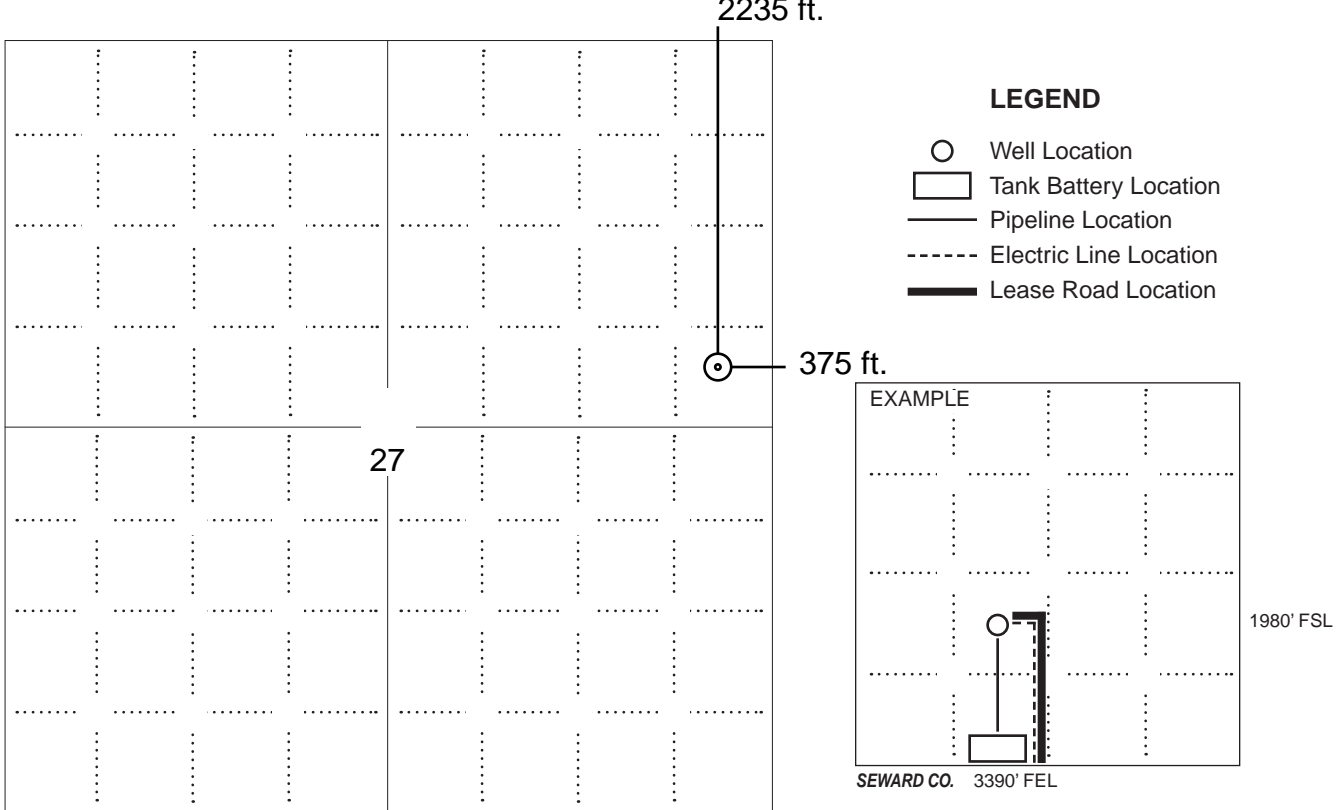 2235 ft.
LEGEND
Well Location
Tank Battery Location
Pipeline Location
Electric Line Location
Lease Road Location
375 ft.
EXAMPLE
27
1980' FSL
SEWARD CO. 3390' FEL